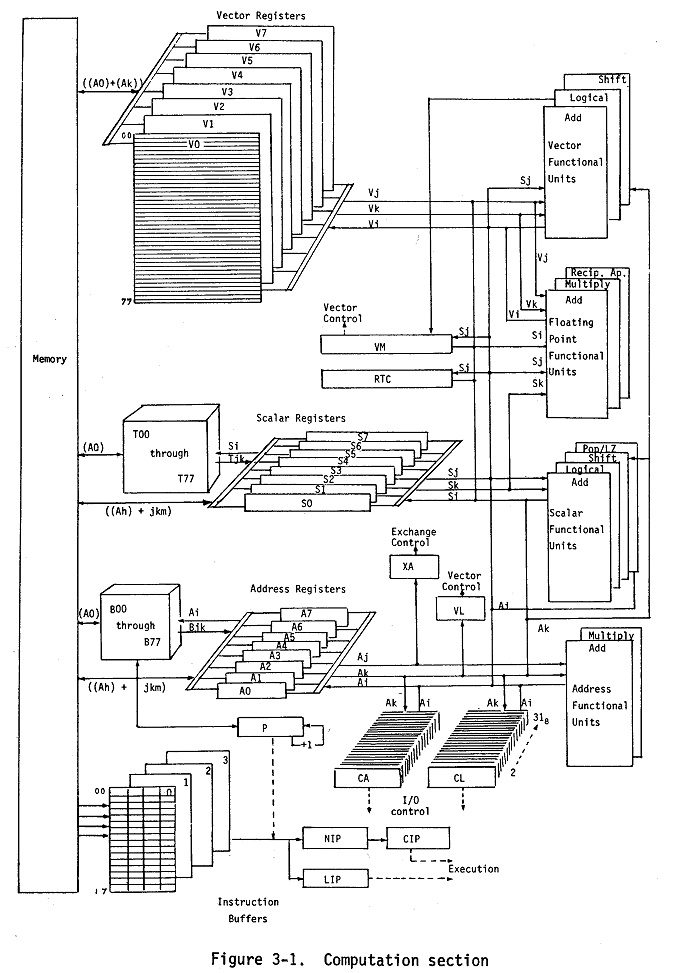 Vector Registers
V7
V6
V5
V4
V3
V2
V1
V0
00
77
((A0)+(Ak))
Memory
Vj
Vk
Vi
Shift
Logical
Add
Vector
Functional
Units
Sj
Vj
Vk
Vi
Recip. Ap.
Multiply
Add
Floating
Point
Functional
Units
Si
Sj
Sk
Vector
Control
VM
Sj
RTC
Sj
Scalar Registers
(A0)
T00
through
T77
Si
Tjk
S7
S6
S5
S4
S3
S2
S1
S0
((Ah) + jkm)
Sj
Sk
Si
Pop/LZ
Shift
Logical
Add
Scalar
Functional
Units
Exchange
Control
XA
Vector
Control
VL
Ai
Ak
Address Registers
(A0)
B00
through
B77
Ai
Bjk
A7
A6
A5
A4
A3
A2
A1
A0
((Ah) + jkm)
Aj
Ak
Ai
Multiply
Add
Address
Functional
Units
P
+1
Ak
Ai
Ak
Ai
31₈
2
CA
CL
I/O
control
3
2
1
0
00
17
NIP
CIP
LIP
Execution
Instruction
Buffers
Figure 3-1. Computation section